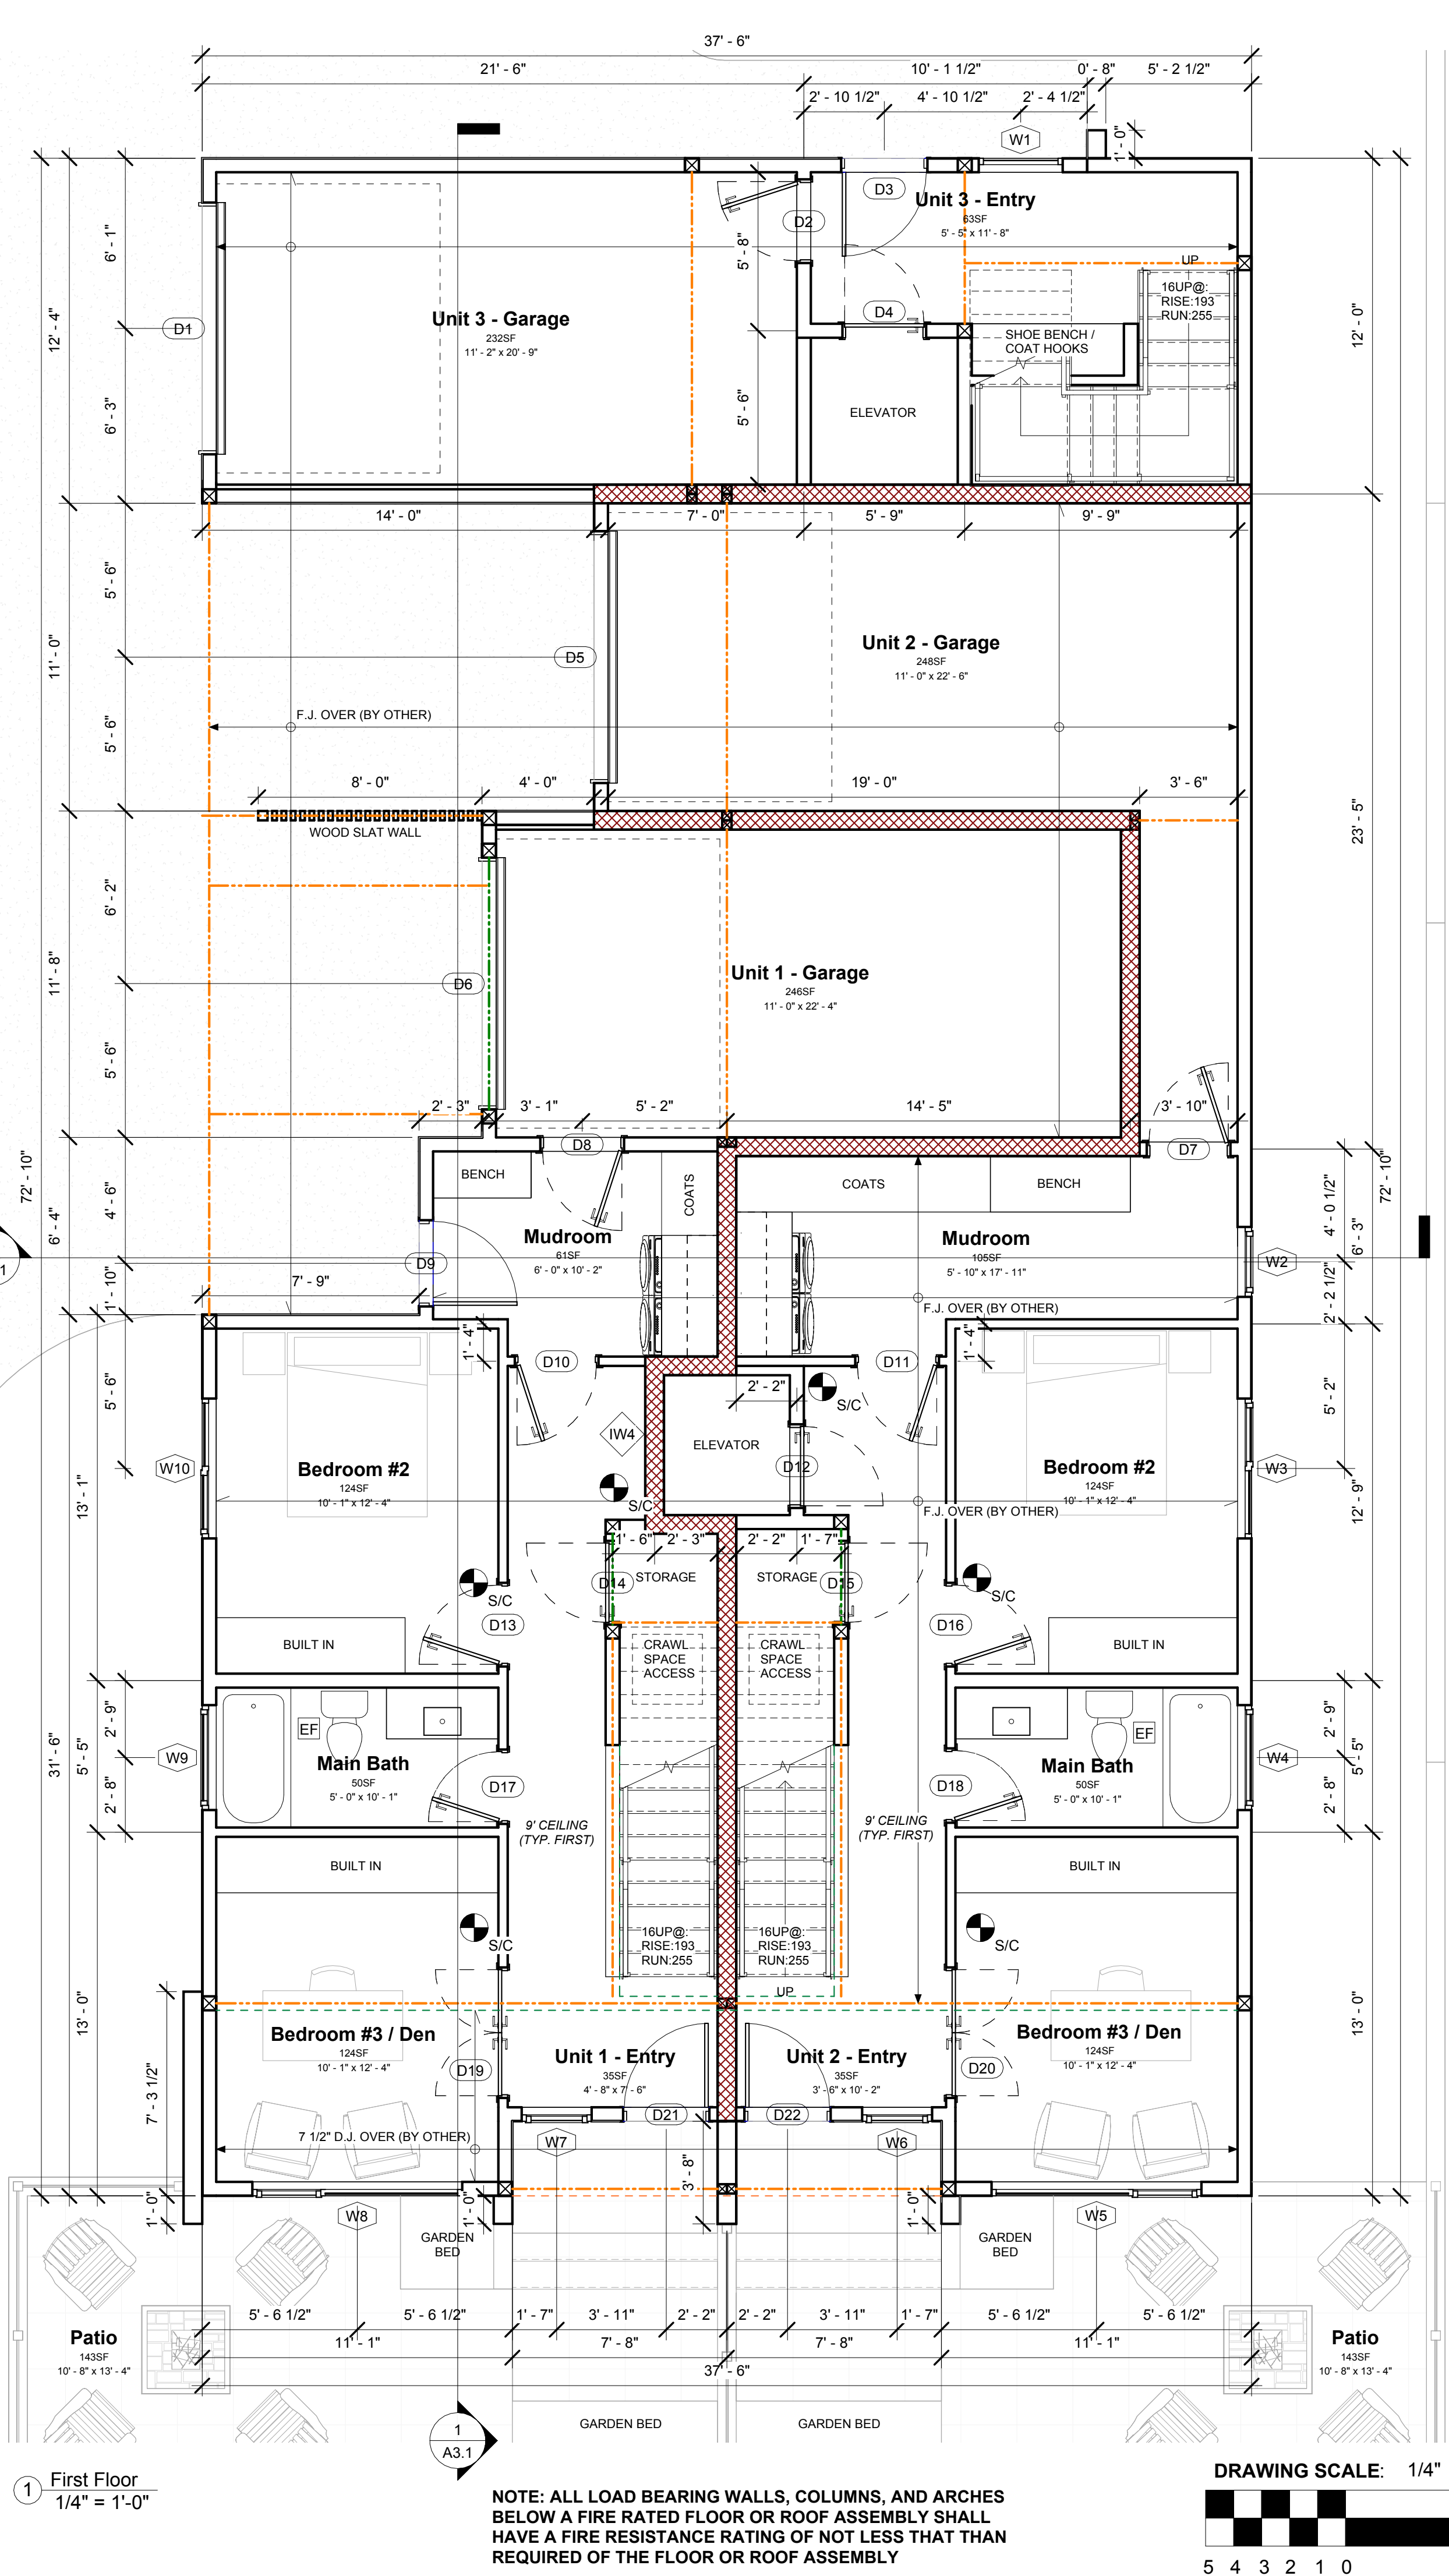 37' - 6"
21' - 6"
10' - 1 1/2"
0' - 8"
5' - 2 1/2"
2' - 10 1/2"
4' - 10 1/2"
2' - 4 1/2"
W1
1' - 0"
D3
Unit 3 - Entry
63SF
5' - 5" x 11' - 8"
D2
6' - 1"
5' - 8"
UP
16UP@:
RISE:193
RUN:255
12' - 4"
D1
Unit 3 - Garage
232SF
11' - 2" x 20' - 9"
D4
SHOE BENCH /
COAT HOOKS
12' - 0"
6' - 3"
5' - 6"
ELEVATOR
14' - 0"
7' - 0"
5' - 9"
9' - 9"
5' - 6"
11' - 0"
D5
Unit 2 - Garage
248SF
11' - 0" x 22' - 6"
F.J. OVER (BY OTHER)
5' - 6"
8' - 0"
4' - 0"
19' - 0"
3' - 6"
23' - 5"
WOOD SLAT WALL
6' - 2"
11' - 8"
D6
Unit 1 - Garage
246SF
11' - 0" x 22' - 4"
5' - 6"
2' - 3"
3' - 1"
5' - 2"
14' - 5"
3' - 10"
D8
D7
72' - 10"
72' - 10"
BENCH
COATS
COATS
BENCH
4' - 6"
6' - 4"
4' - 0 1/2"
6' - 3"
Mudroom
61SF
6' - 0" x 10' - 2"
Mudroom
105SF
5' - 10" x 17' - 11"
D9
W2
1
7' - 9"
1' - 10"
2' - 2 1/2"
F.J. OVER (BY OTHER)
1' - 4"
1' - 4"
D10
D11
5' - 6"
2' - 2"
S/C
5' - 2"
IW4
ELEVATOR
W10
Bedroom #2
124SF
10' - 1" x 12' - 4"
D12
Bedroom #2
124SF
10' - 1" x 12' - 4"
W3
13' - 1"
S/C
F.J. OVER (BY OTHER)
12' - 9"
1' - 6"
2' - 3"
2' - 2"
1' - 7"
D14
STORAGE
STORAGE
D15
S/C
S/C
D13
D16
BUILT IN
CRAWL
SPACE
ACCESS
CRAWL
SPACE
ACCESS
BUILT IN
2' - 9"
5' - 5"
31' - 6"
EF
EF
2' - 9"
5' - 5"
W9
Main Bath
50SF
5' - 0" x 10' - 1"
Main Bath
50SF
5' - 0" x 10' - 1"
W4
D17
D18
2' - 8"
2' - 8"
9' CEILING
(TYP. FIRST)
9' CEILING
(TYP. FIRST)
BUILT IN
BUILT IN
S/C
S/C
16UP@:
RISE:193
RUN:255
16UP@:
RISE:193
RUN:255
UP
13' - 0"
13' - 0"
Bedroom #3 / Den
124SF
10' - 1" x 12' - 4"
D19
Unit 1 - Entry
35SF
4' - 8" x 7' - 6"
Unit 2 - Entry
35SF
3' - 6" x 10' - 2"
D20
Bedroom #3 / Den
124SF
10' - 1" x 12' - 4"
7' - 3 1/2"
D21
D22
7 1/2" D.J. OVER (BY OTHER)
W7
W6
3' - 8"
1' - 0"
1' - 0"
1' - 0"
W8
W5
GARDEN
BED
GARDEN
BED
5' - 6 1/2"
5' - 6 1/2"
1' - 7"
3' - 11"
2' - 2"
2' - 2"
3' - 11"
1' - 7"
5' - 6 1/2"
5' - 6 1/2"
11' - 1"
7' - 8"
7' - 8"
11' - 1"
Patio
143SF
10' - 8" x 13' - 4"
Patio
143SF
10' - 8" x 13' - 4"
37' - 6"
GARDEN BED
GARDEN BED
1
A3.1
1
First Floor
1/4" = 1'-0"
NOTE: ALL LOAD BEARING WALLS, COLUMNS, AND ARCHES
BELOW A FIRE RATED FLOOR OR ROOF ASSEMBLY SHALL
HAVE A FIRE RESISTANCE RATING OF NOT LESS THAT THAN
REQUIRED OF THE FLOOR OR ROOF ASSEMBLY
DRAWING SCALE: 1/4"
5 4 3 2 1 0